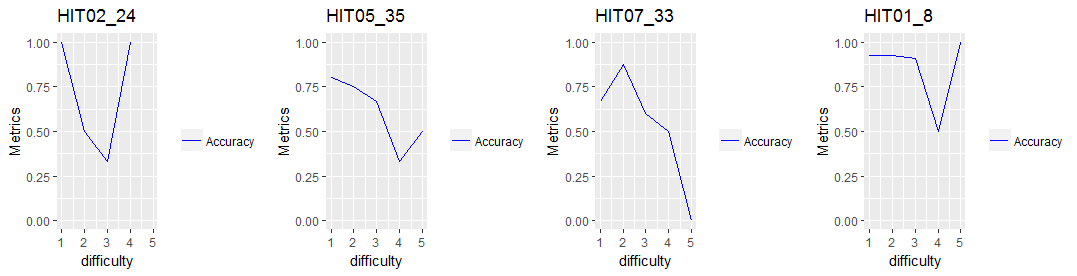 HIT02_24
1.00
0.75
0.50
0.25
0.00
Metrics
1 2 3 4 5
difficulty
Accuracy
HIT05_35
1.00
0.75
0.50
0.25
0.00
Metrics
1 2 3 4 5
difficulty
Accuracy
HIT07_33
1.00
0.75
0.50
0.25
0.00
Metrics
1 2 3 4 5
difficulty
Accuracy
HIT01_8
1.00
0.75
0.50
0.25
0.00
Metrics
1 2 3 4 5
difficulty
Accuracy